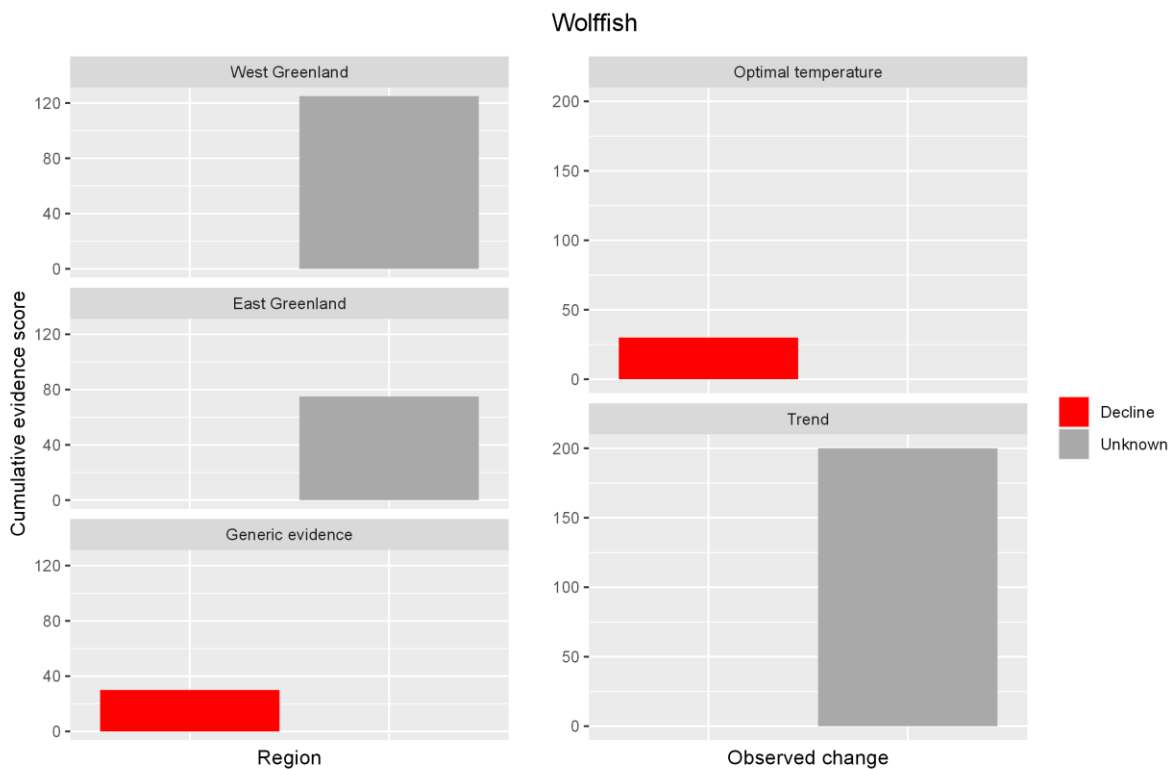 Wolffish
Cumulative evidence score
West Greenland
120
80
40
0
East Greenland
120
80
40
0
Generic evidence
120
80
40
0
Region
Optimal temperature
200
150
100
50
0
Trend
200
150
100
50
0
Observed change
Decline
Unknown